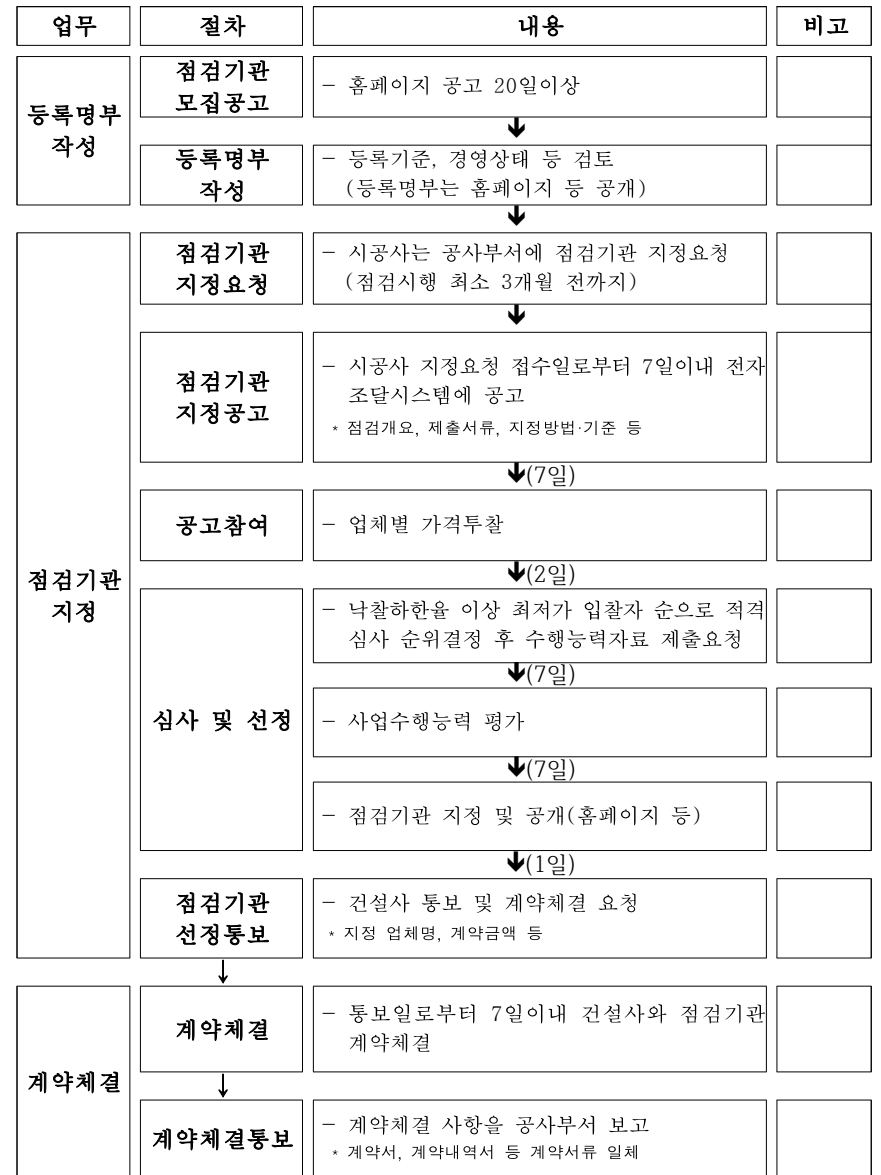 업무 절차 내용 비고
등록명부
작성
점검기관
모집공고
- 홈페이지 공고 20일이상
등록명부
작성
- 등록기준, 경영상태 등 검토
(등록명부는 홈페이지 등 공개)
점검기관
지정
점검기관
지정요청
- 시공사는 공사부서에 점검기관 지정요청
(점검시행 최소 3개월 전까지)
점검기관
지정공고
- 시공사 지정요청 접수일로부터 7일이내 전자
조달시스템에 공고
* 점검개요, 제출서류, 지정방법·기준 등
(7일)
공고참여
- 업체별 가격투찰
(2일)
심사 및 선정
- 낙찰하한율 이상 최저가 입찰자 순으로 적격
심사 순위결정 후 수행능력자료 제출요청
(7일)
- 사업수행능력 평가
(7일)
- 점검기관 지정 및 공개(홈페이지 등)
(1일)
점검기관
선정통보
- 건설사 통보 및 계약체결 요청
* 지정 업체명, 계약금액 등
계약체결
계약체결
- 통보일로부터 7일이내 건설사와 점검기관
계약체결
계약체결통보
- 계약체결 사항을 공사부서 보고
* 계약서, 계약내역서 등 계약서류 일체